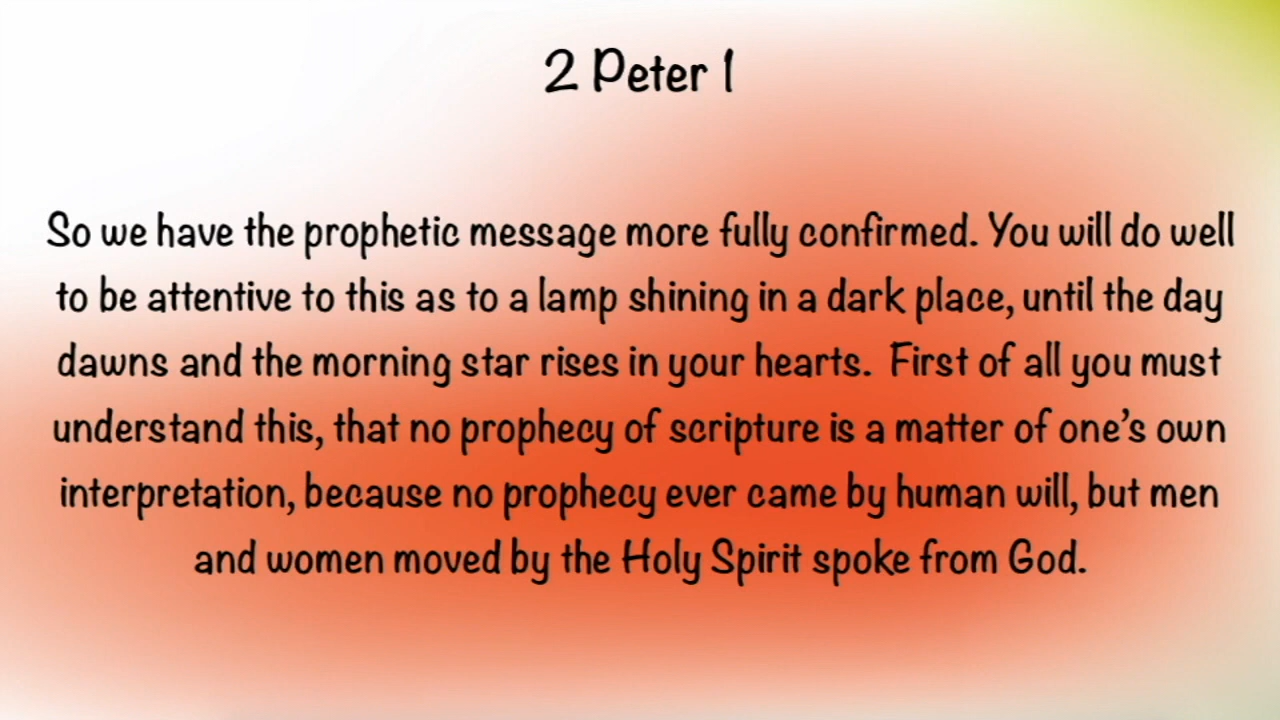 2 Peter 1
So we have the prophetic message more fully confirmed. You will do well
to be attentive to this as to a lamp shining in a dark place, until the day
dawns and the morning star rises in your hearts. First of all you must
understand this, that no prophecy of scripture is a matter of one’s own
interpretation, because no prophecy ever came by human will, but men
and women moved by the Holy Spirit spoke from God.